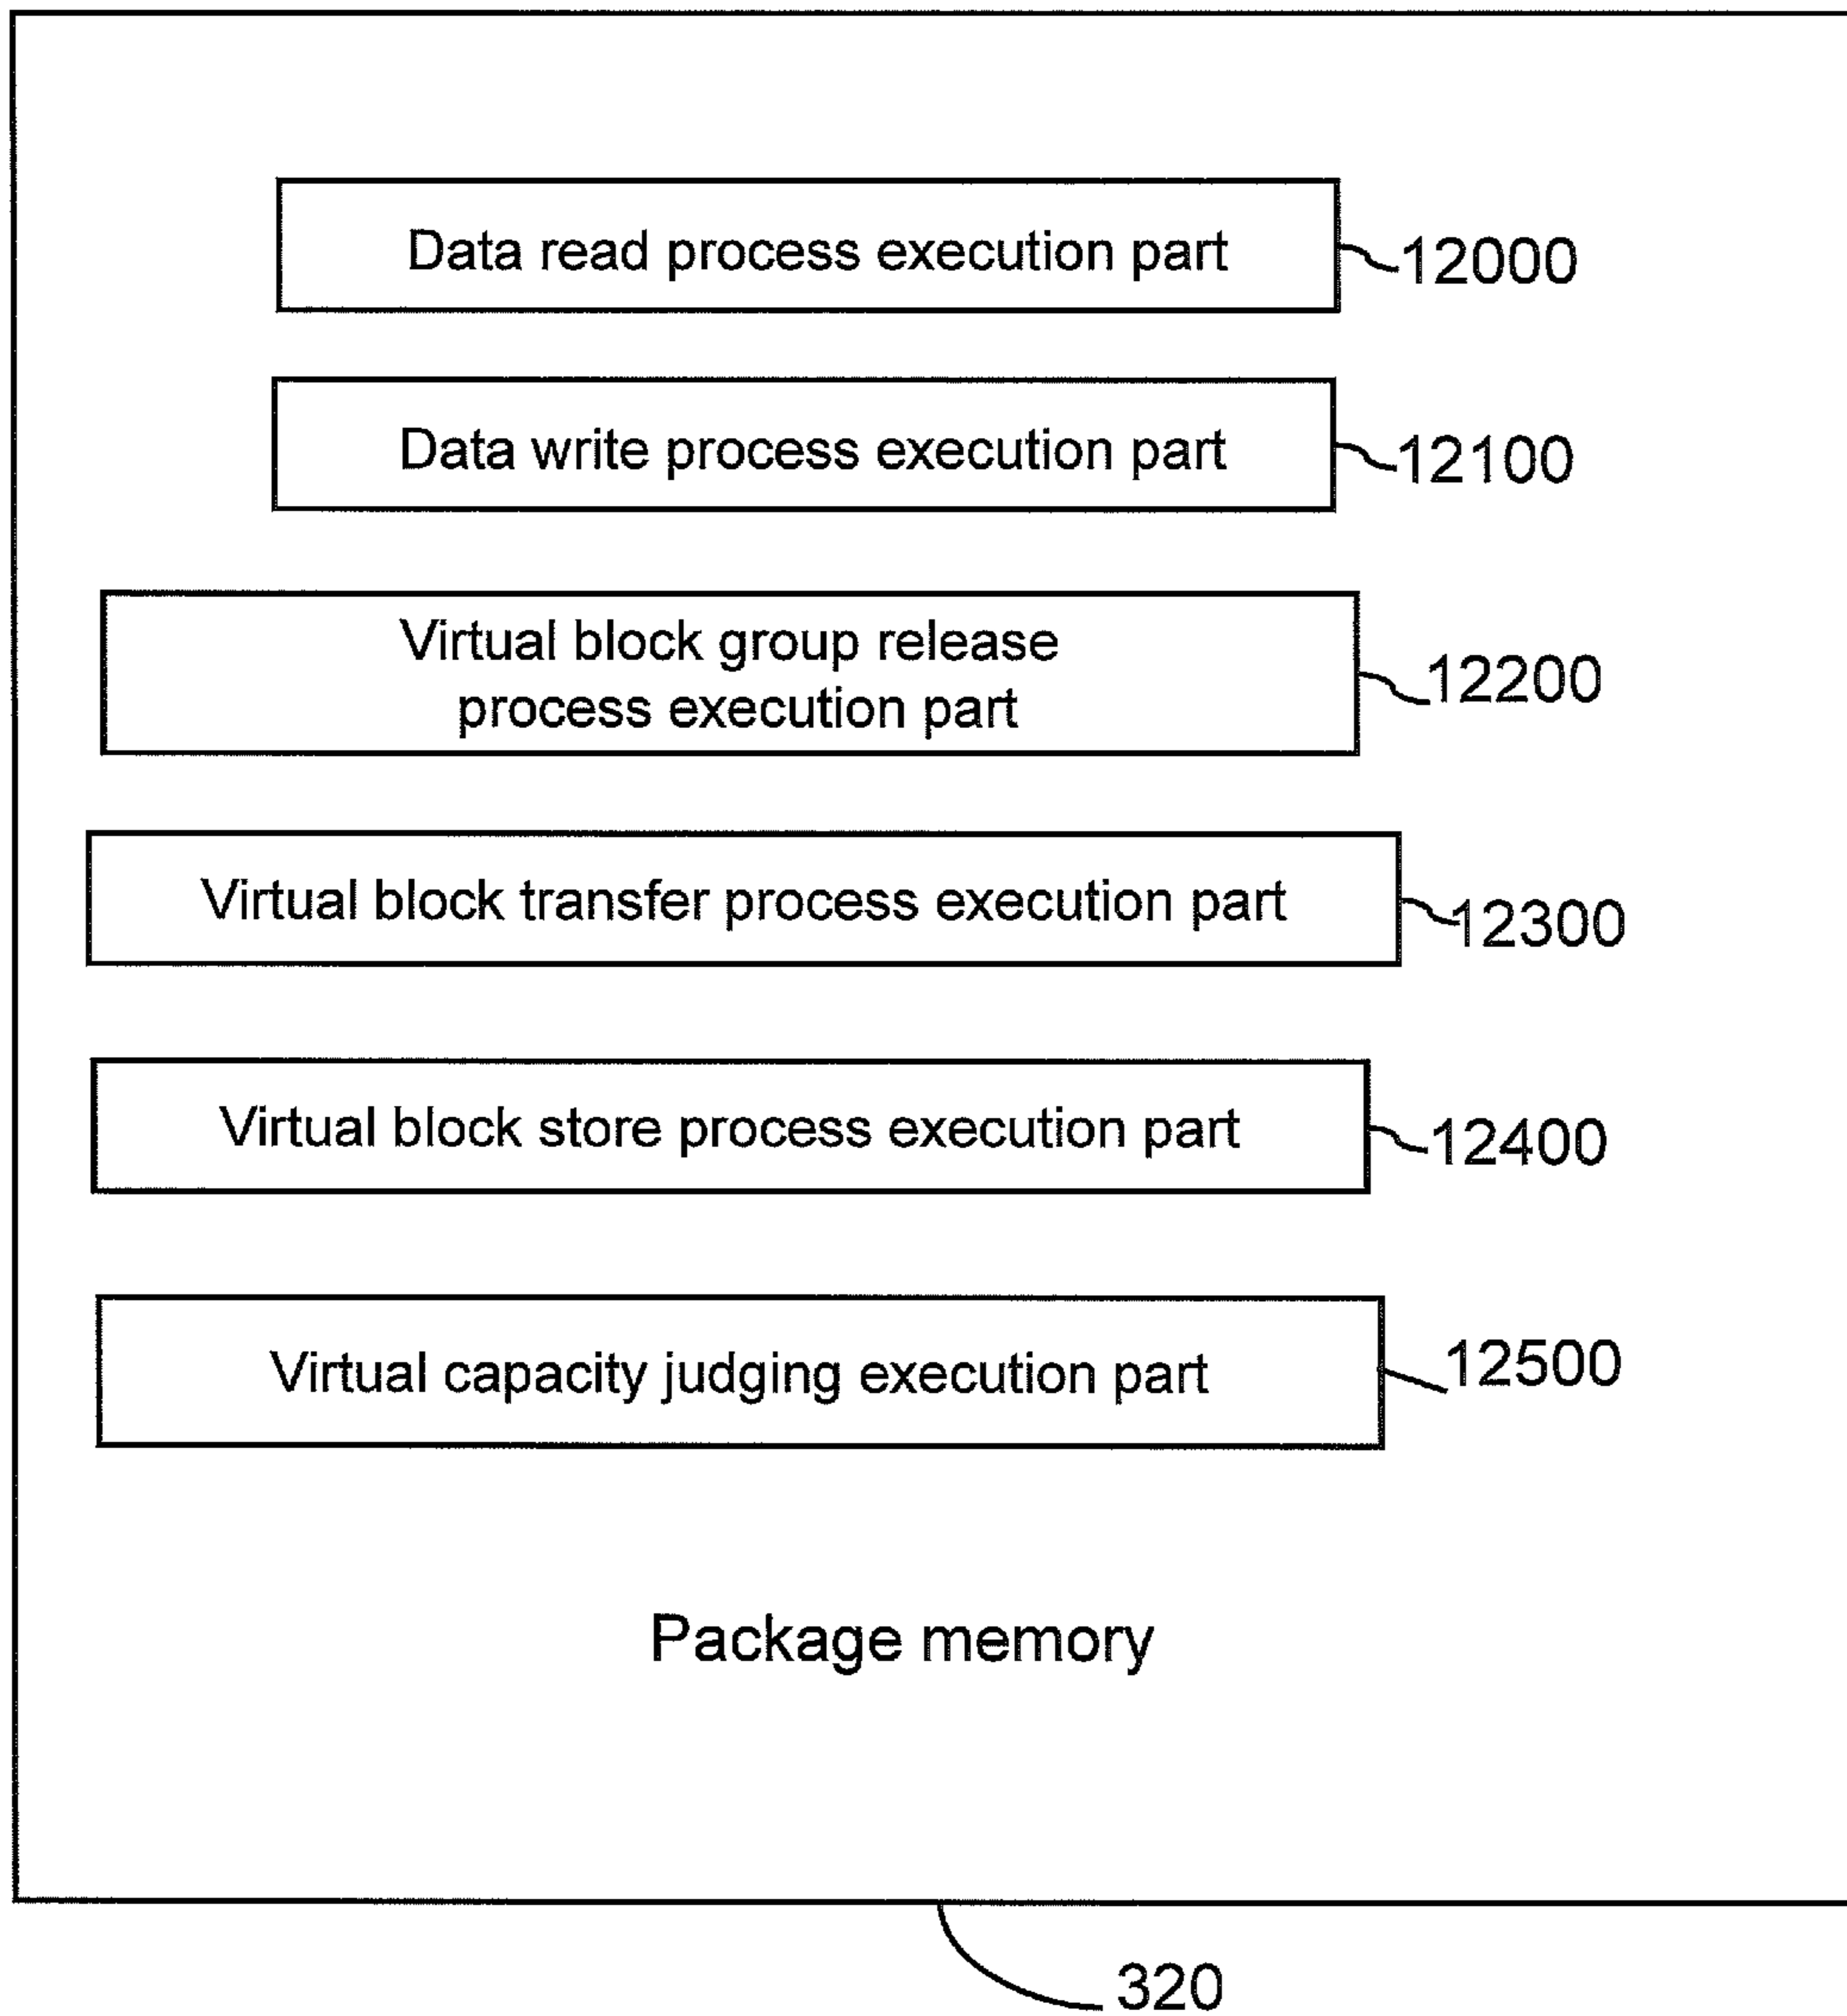 Data read process execution part
12000
Data write process execution part
12100
Virtual block group release
process execution part
12200
Virtual block transfer process execution part
12300
Virtual block store process execution part
12400
Virtual capacity judging execution part
12500
Package memory
320